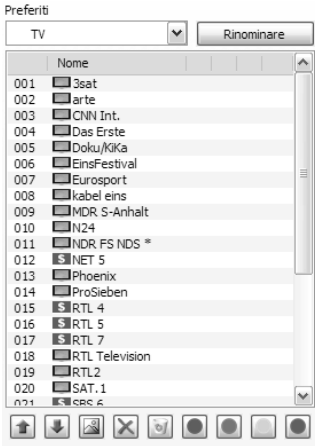 Preferiti
TV Rinominare
Nome
001 3sat
002 arte
003 CNN Int.
004 Das Erste
005 Doku/KiKa
006 EinsFestival
007 Eurosport
008 kabel eins
009 MDR S-Anhalt
010 N24
011 NDR FS NDS *
012 S NET 5
013 Phoenix
014 ProSieben
015 S RTL 4
016 S RTL 5
017 S RTL 7
018 RTL Television
019 RTL2
020 SAT.1
021 S SBS 6